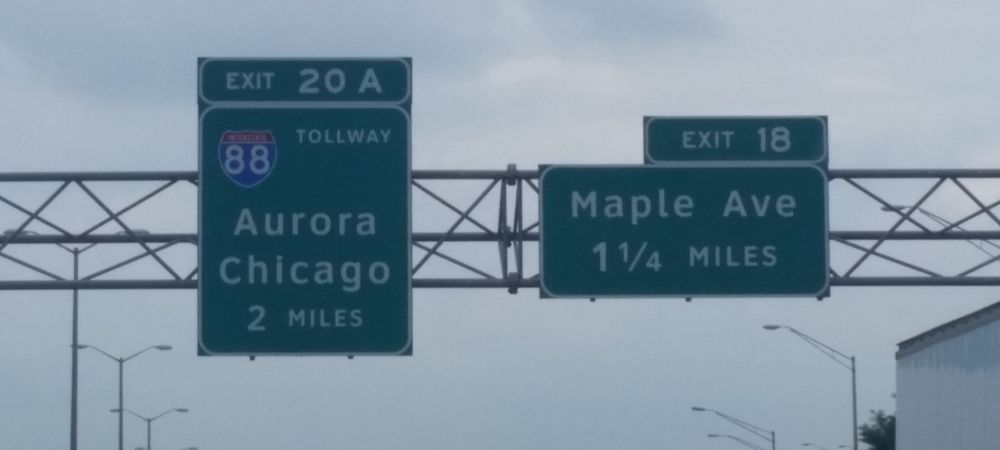 EXIT 20 A
INTERSTATE
88
TOLLWAY
Aurora
Chicago
2 MILES
EXIT 18
Maple Ave
1 1/4 MILES